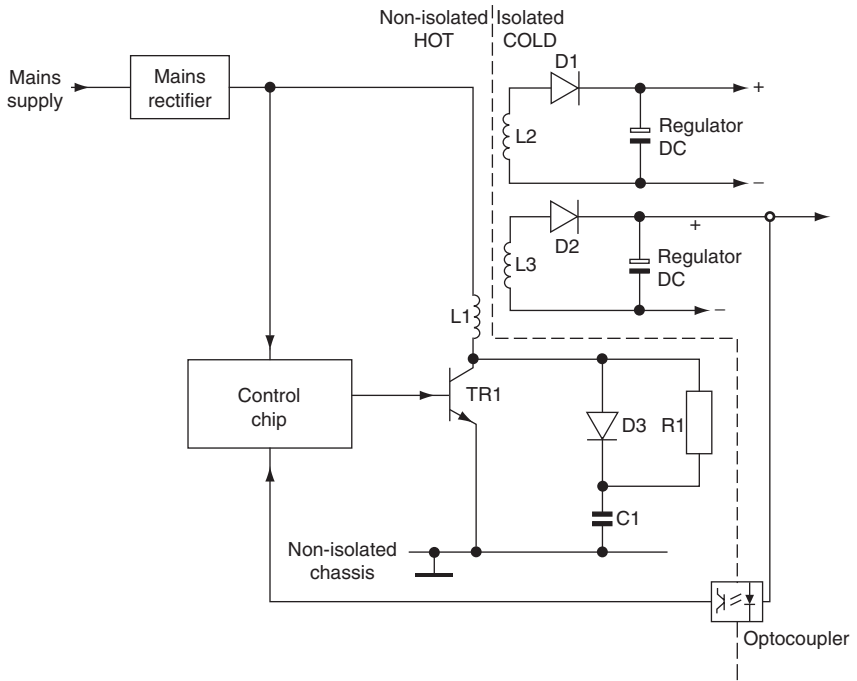 Non-isolated
HOT
Isolated
COLD
Mains
supply
Mains
rectifier
D1
+
L2
Regulator
DC
–
D2
+
L3
Regulator
DC
–
L1
Control
chip
TR1
D3
R1
C1
Non-isolated
chassis
Optocoupler